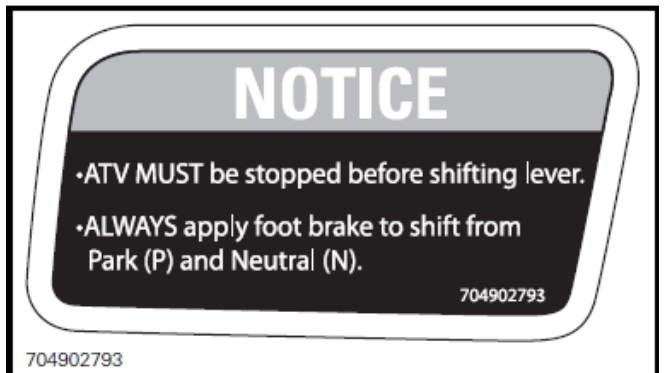 NOTICE
•ATV MUST be stopped before shifting lever.
•ALWAYS apply foot brake to shift from
Park (P) and Neutral (N).
704902793
704902793